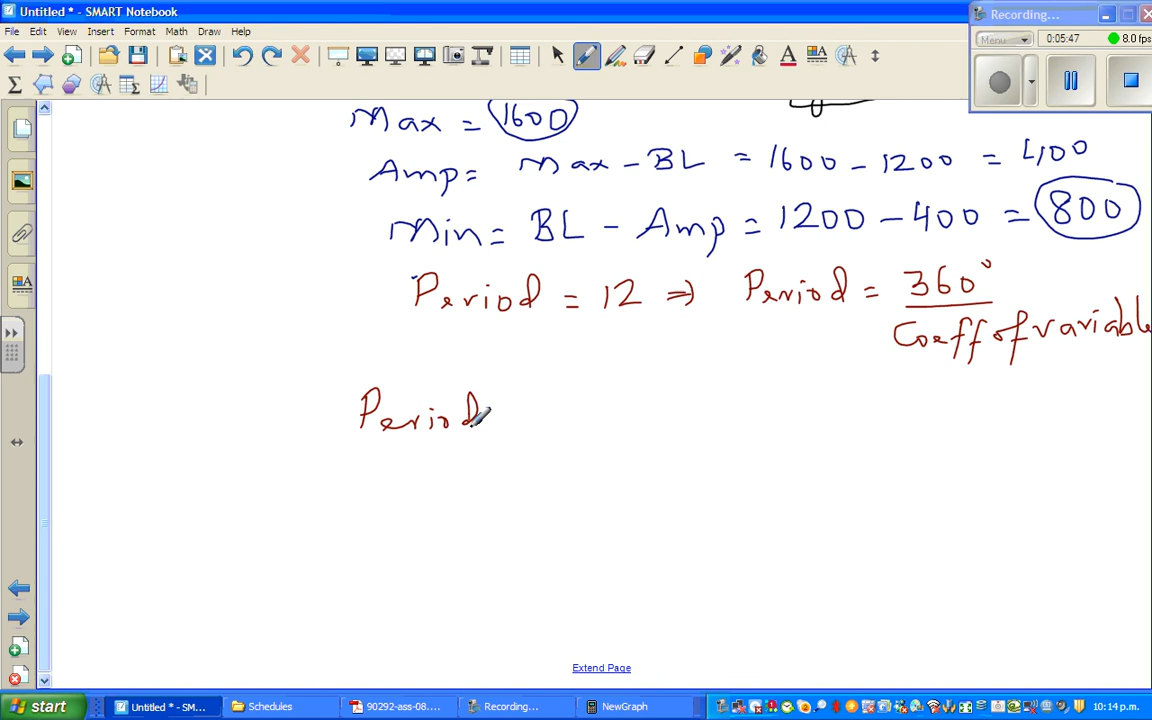 Untitled * - SMART Notebook
Recording...
File Edit View Insert Format Table Draw Help
Menu
0:05:47
8.0 fps
Max = 1600
Amp = Max - BL = 1600 - 1200 = 400
Min = BL - Amp = 1200 - 400 = 800
Period = 12 ⇒ Period = 360° / Coeff of variable
Period
Extend Page
start
Untitled * - SM...
Schedules
90292-ass-08....
Recording...
NewGraph
10:14 p.m.